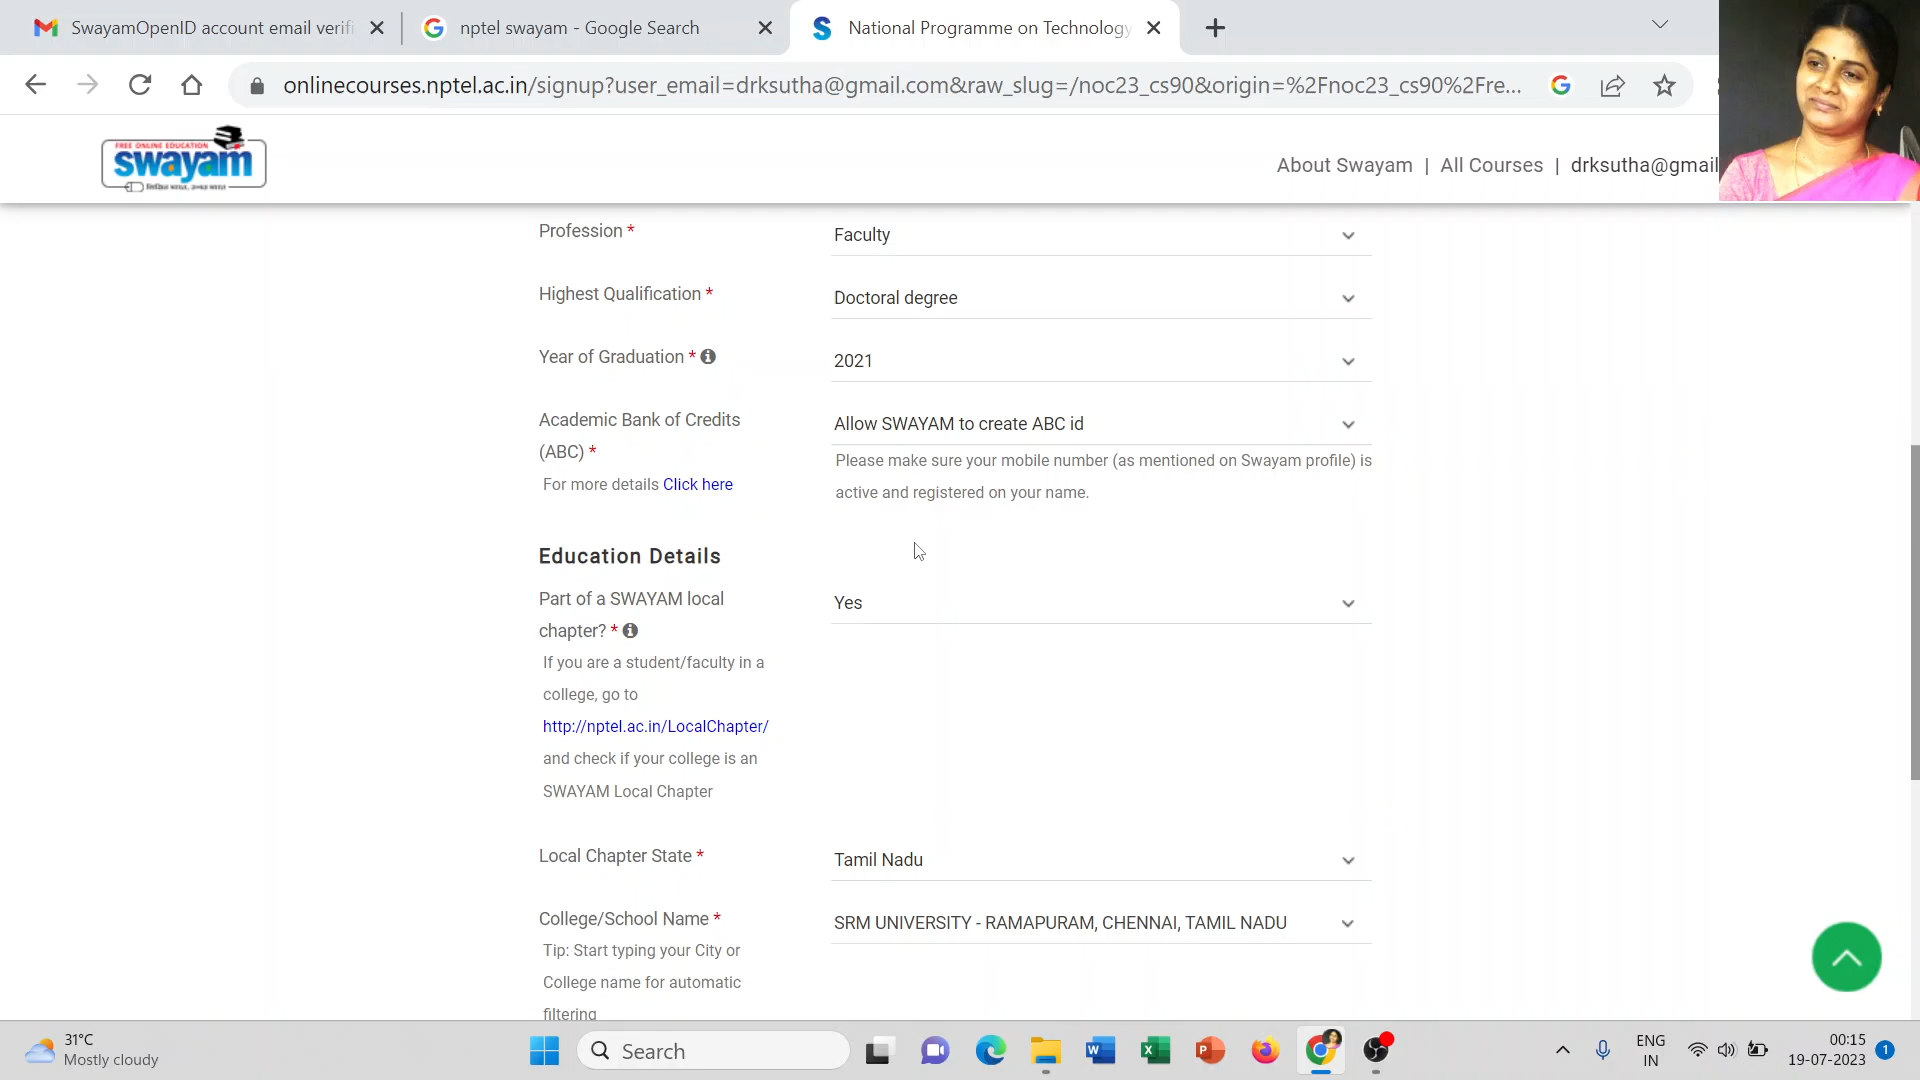 SwayamOpenID account email verifi
nptel swayam - Google Search
National Programme on Technology
onlinecourses.nptel.ac.in/signup?user_email=drksutha@gmail.com&raw_slug=/noc23_cs90&origin=%2Fnoc23_cs90%2Fre...
FREE ONLINE EDUCATION
swayam
About Swayam | All Courses | drksutha@gmail
Profession * Faculty
Highest Qualification * Doctoral degree
Year of Graduation * 2021
Academic Bank of Credits Allow SWAYAM to create ABC id
(ABC) *
Please make sure your mobile number (as mentioned on Swayam profile) is
For more details Click here
active and registered on your name.
Education Details
Part of a SWAYAM local Yes
chapter? *
If you are a student/faculty in a
college, go to
http://nptel.ac.in/LocalChapter/
and check if your college is an
SWAYAM Local Chapter
Local Chapter State * Tamil Nadu
College/School Name * SRM UNIVERSITY - RAMAPURAM, CHENNAI, TAMIL NADU
Tip: Start typing your City or
College name for automatic
filtering
31°C
Mostly cloudy
Search
ENG
IN
00:15
19-07-2023
1